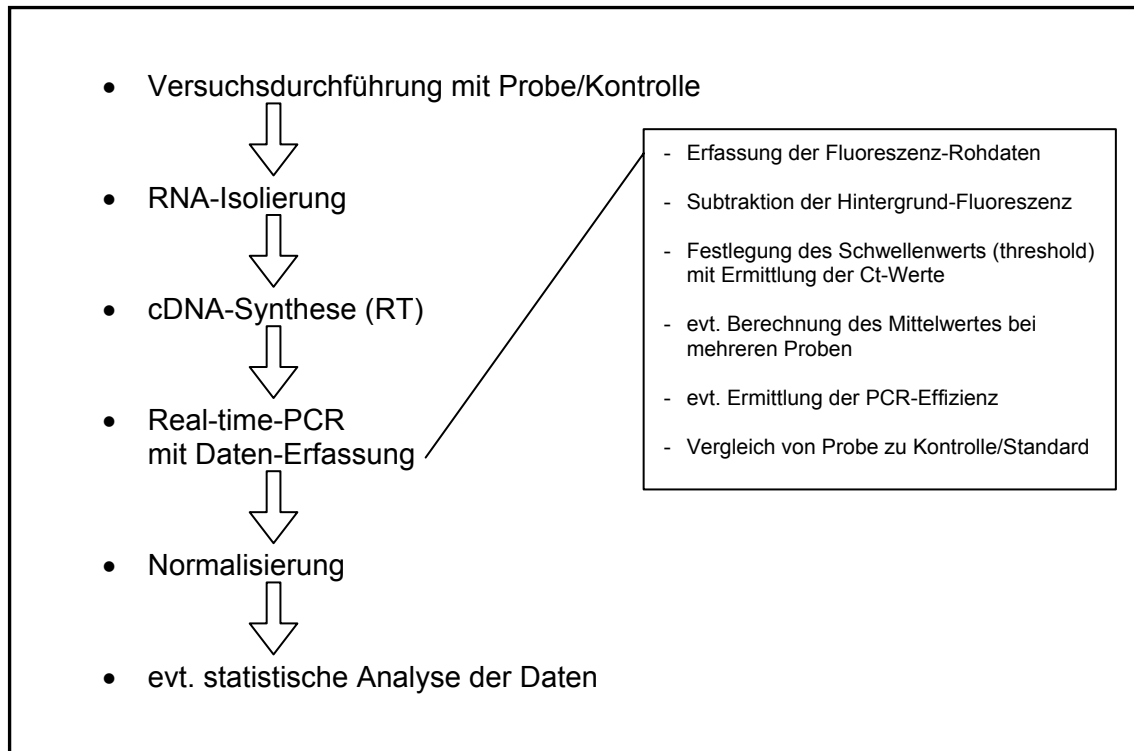 • Versuchsdurchführung mit Probe/Kontrolle
• RNA-Isolierung
• cDNA-Synthese (RT)
• Real-time-PCR
mit Daten-Erfassung
• Normalisierung
• evt. statistische Analyse der Daten
- Erfassung der Fluoreszenz-Rohdaten
- Subtraktion der Hintergrund-Fluoreszenz
- Festlegung des Schwellenwerts (threshold)
mit Ermittlung der Ct-Werte
- evt. Berechnung des Mittelwertes bei
mehreren Proben
- evt. Ermittlung der PCR-Effizienz
- Vergleich von Probe zu Kontrolle/Standard